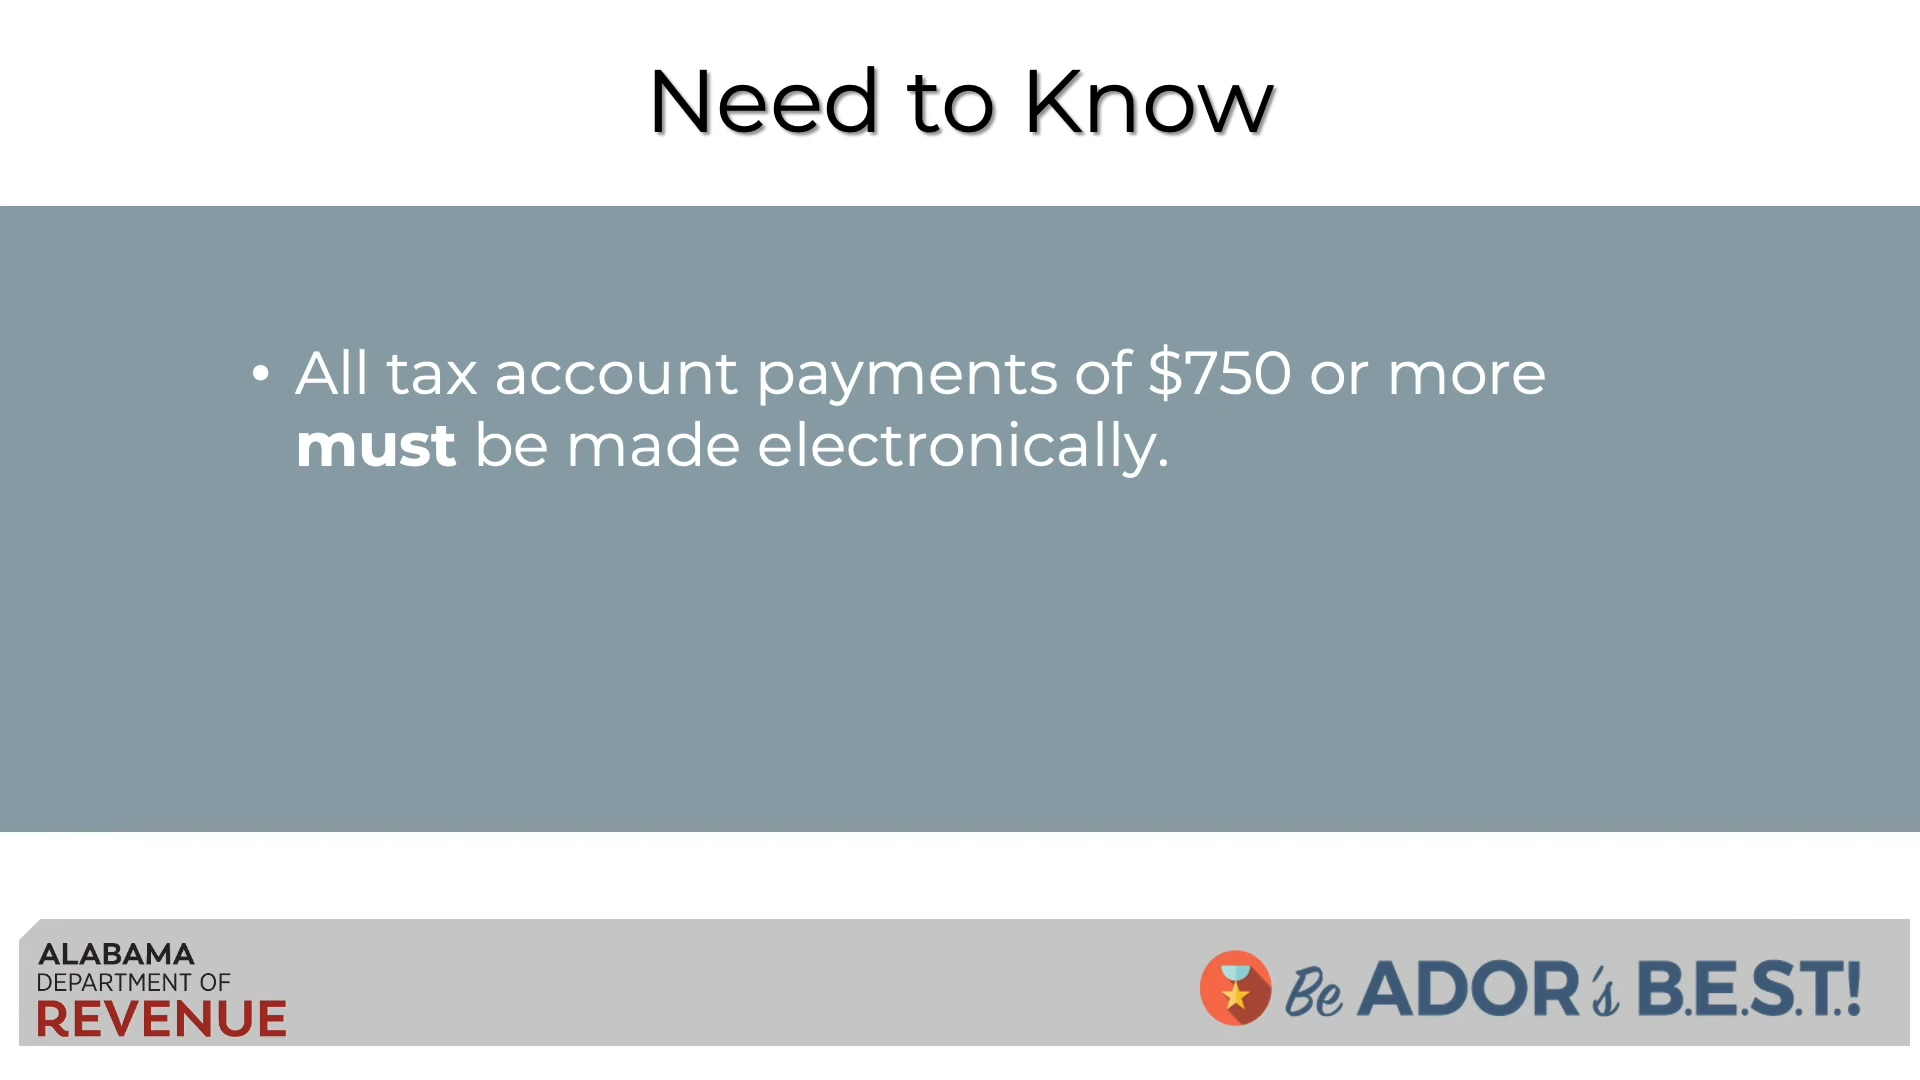 Need to Know
• All tax account payments of $750 or more
must be made electronically.
ALABAMA
DEPARTMENT OF
REVENUE
Be ADOR's B.E.S.T.!